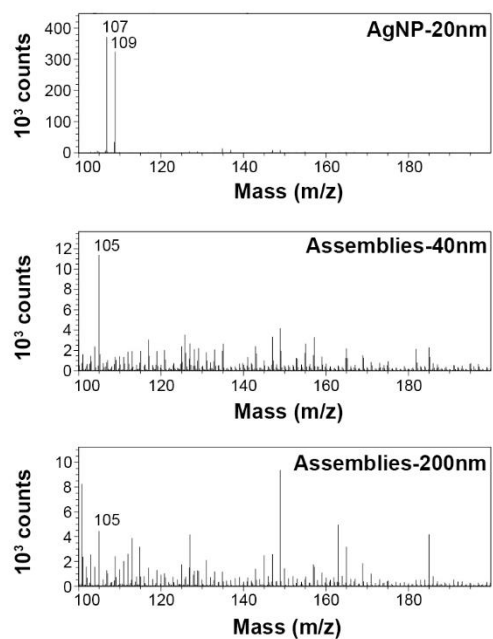 AgNP-20nm
107
109
10³ counts
400
300
200
100
0
100 120 140 160 180
Mass (m/z)
Assemblies-40nm
105
10³ counts
12
10
8
6
4
2
0
100 120 140 160 180
Mass (m/z)
Assemblies-200nm
105
10³ counts
10
8
6
4
2
0
100 120 140 160 180
Mass (m/z)